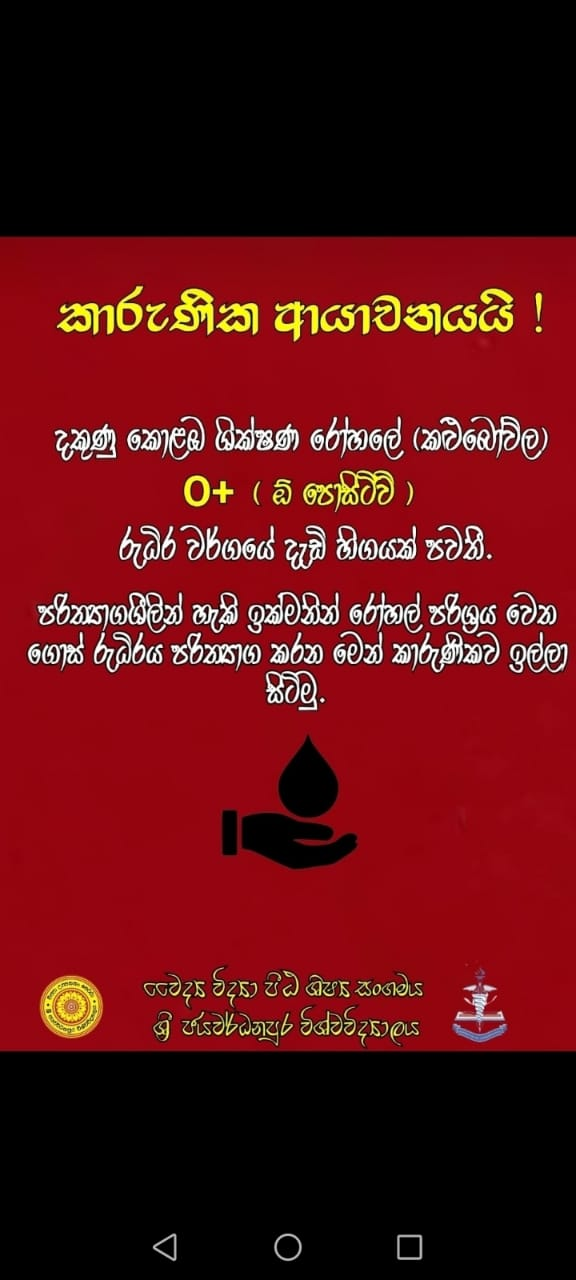 කාරුණික ආයාචනයයි !
දකුණු කොළඹ ශික්ෂණ රෝහලේ (කළුබෝවිල)
O+ ( ඕ පොසිටිව් )
රුධිර වර්ගයේ දැඩි හිගයක් පවතී.
පරිත්‍යාගශීලින් හැකි ඉක්මනින් රෝහල් පරිශ්‍රය වෙත
ගොස් රුධිරය පරිත්‍යාග කරන මෙන් කාරුණිකව ඉල්ලා
සිටිමු.
වෛද්‍ය විද්‍යා පීඨ ශිෂ්‍ය සංගමය
ශ්‍රී ජයවර්ධනපුර විශ්වවිද්‍යාලය